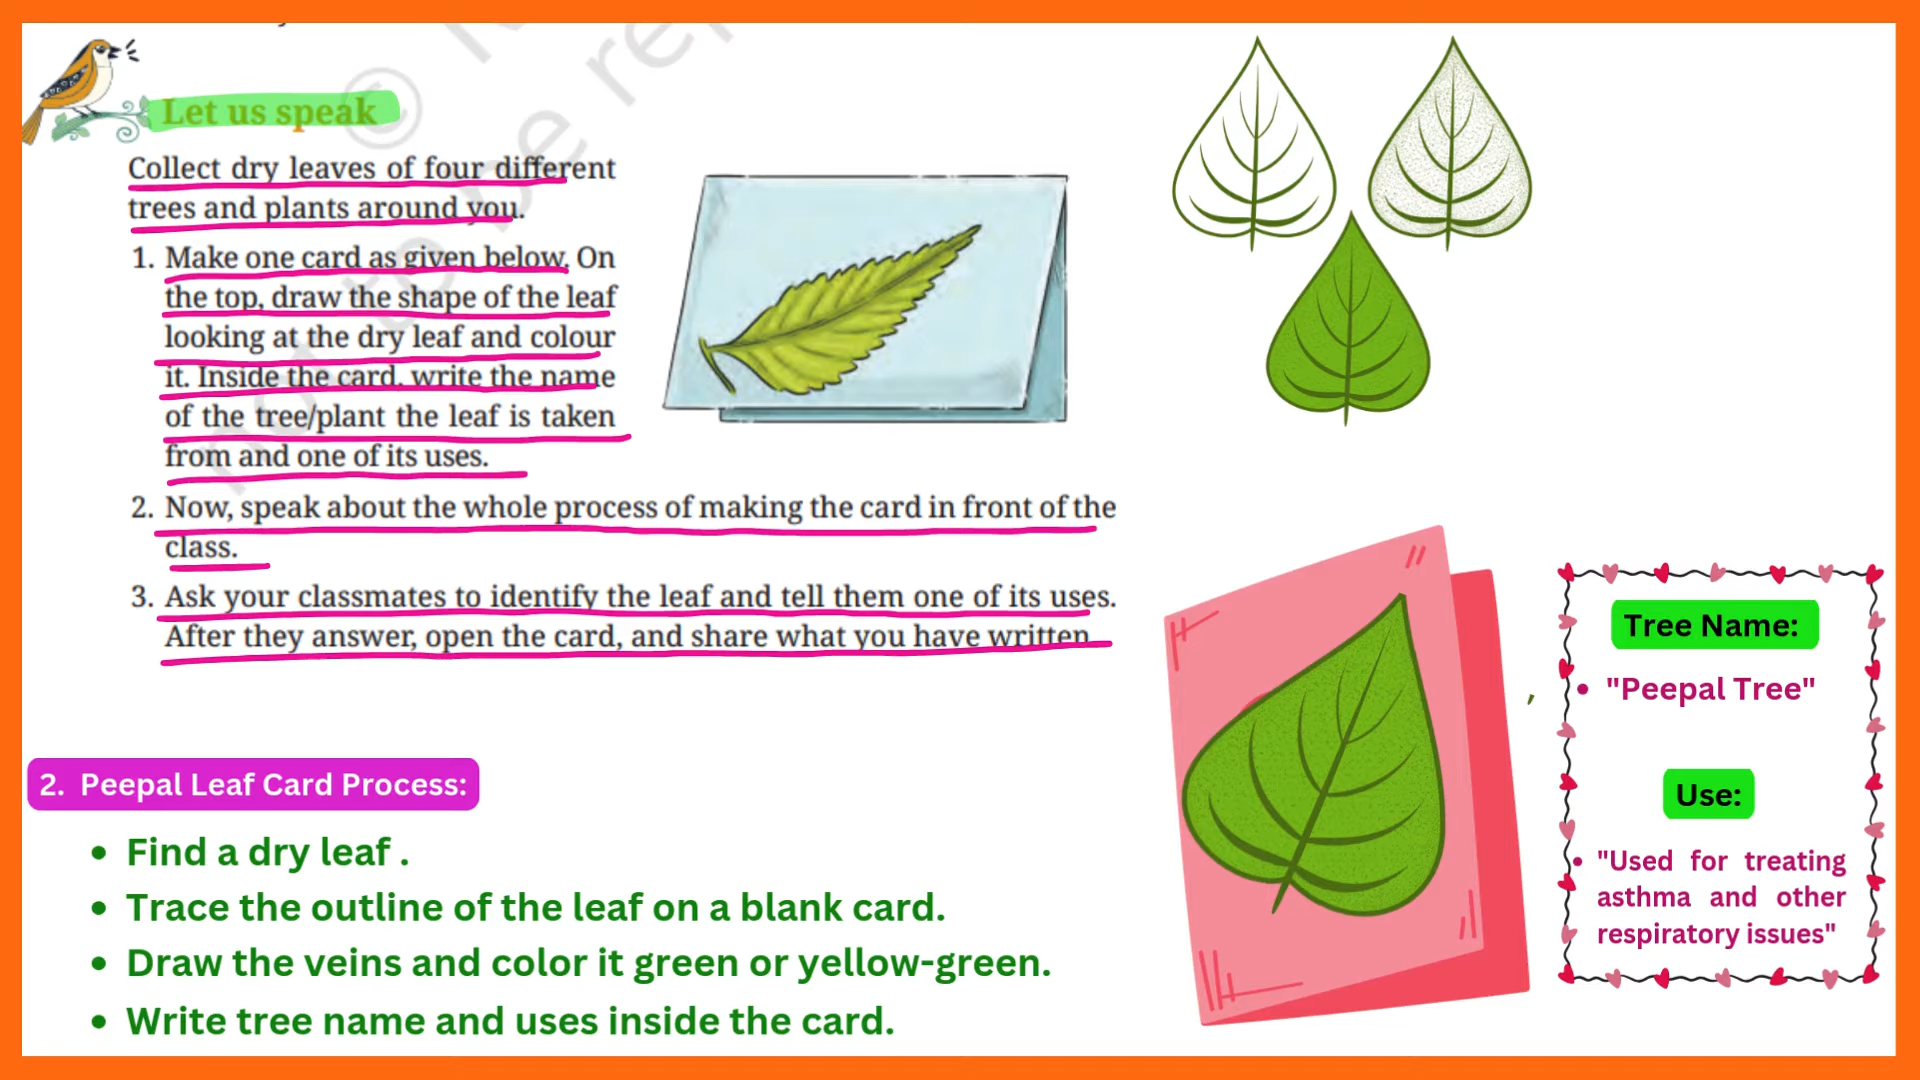 Let us speak
Collect dry leaves of four different
trees and plants around you.
1. Make one card as given below. On
the top, draw the shape of the leaf
looking at the dry leaf and colour
it. Inside the card, write the name
of the tree/plant the leaf is taken
from and one of its uses.
2. Now, speak about the whole process of making the card in front of the
class.
3. Ask your classmates to identify the leaf and tell them one of its uses.
After they answer, open the card, and share what you have written
2. Peepal Leaf Card Process:
• Find a dry leaf .
• Trace the outline of the leaf on a blank card.
• Draw the veins and color it green or yellow-green.
• Write tree name and uses inside the card.
Tree Name:
• "Peepal Tree"
Use:
• "Used for treating
asthma and other
respiratory issues"
©
not to be re